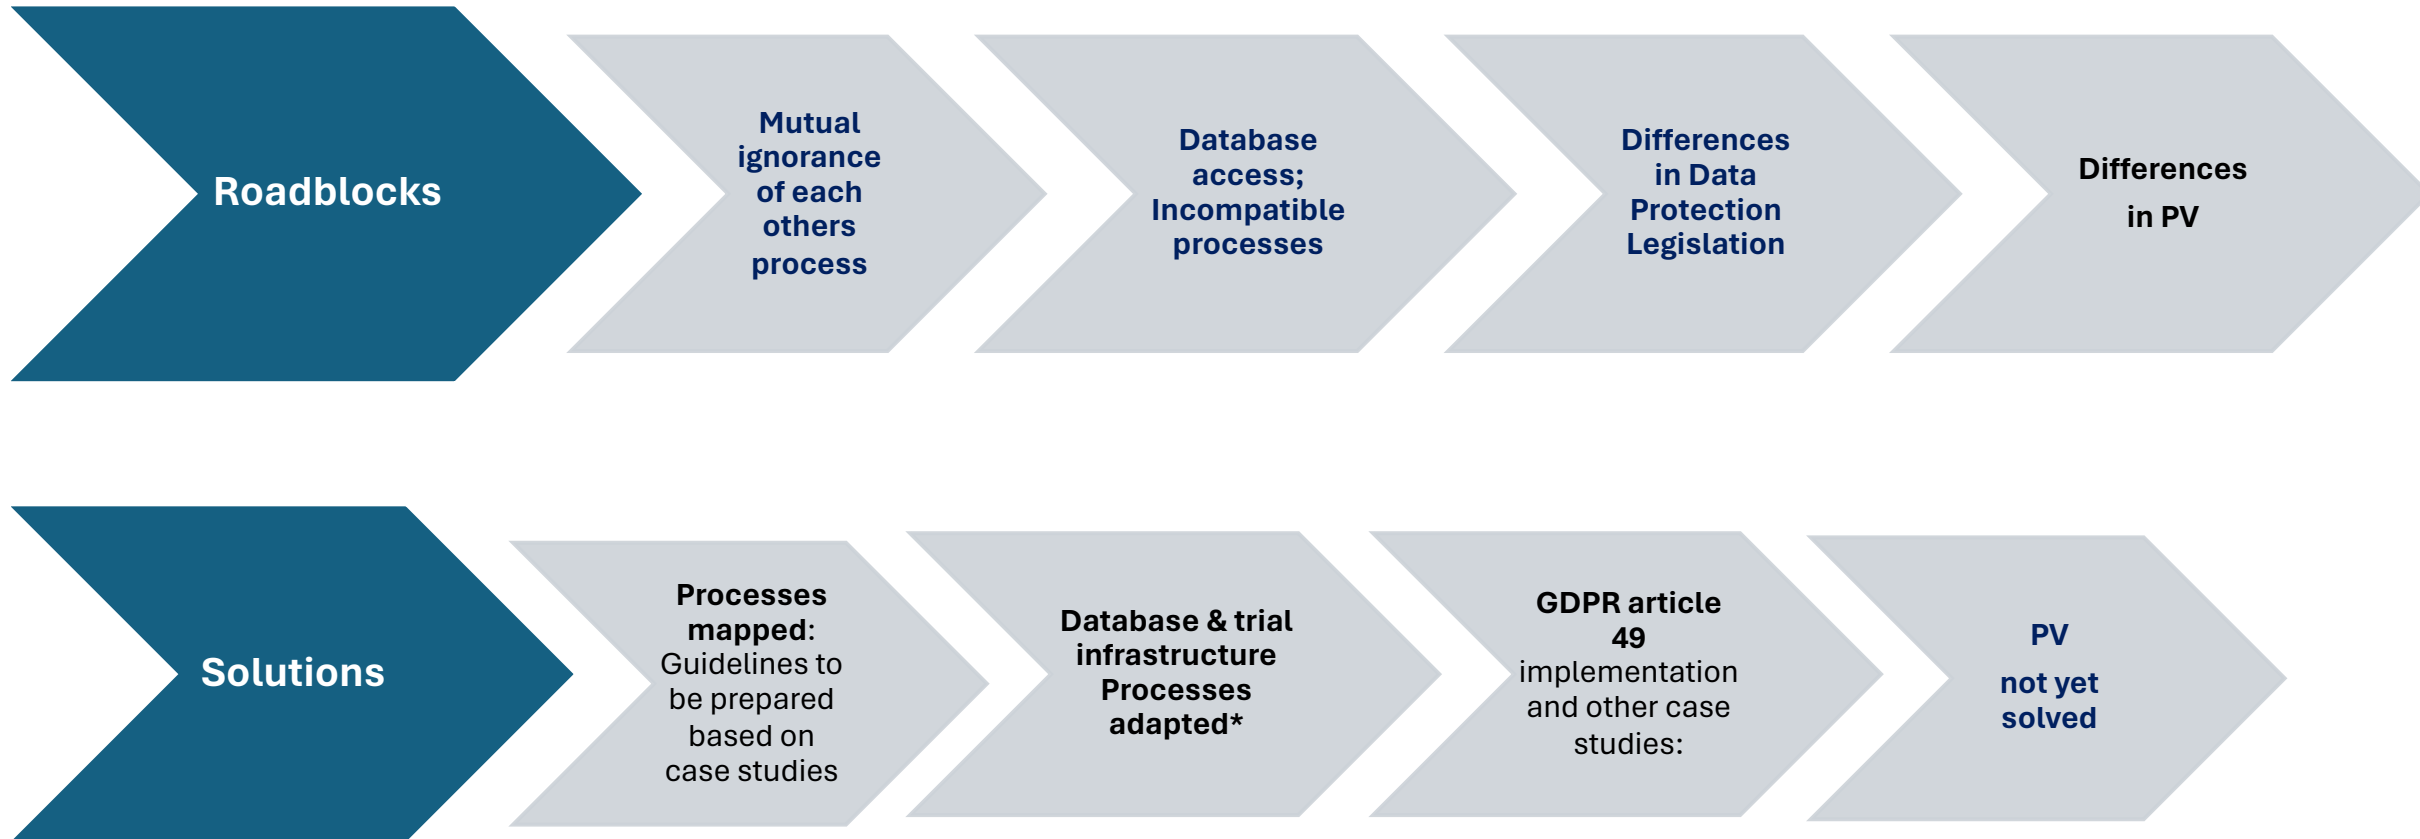 Roadblocks
Mutual
ignorance
of each
others
process
Database
access;
Incompatible
processes
Differences
in Data
Protection
Legislation
Differences
in PV
Solutions
Processes
mapped:
Guidelines to
be prepared
based on
case studies
Database & trial
infrastructure
Processes
adapted*
GDPR article
49
implementation
and other case
studies:
PV
not yet
solved